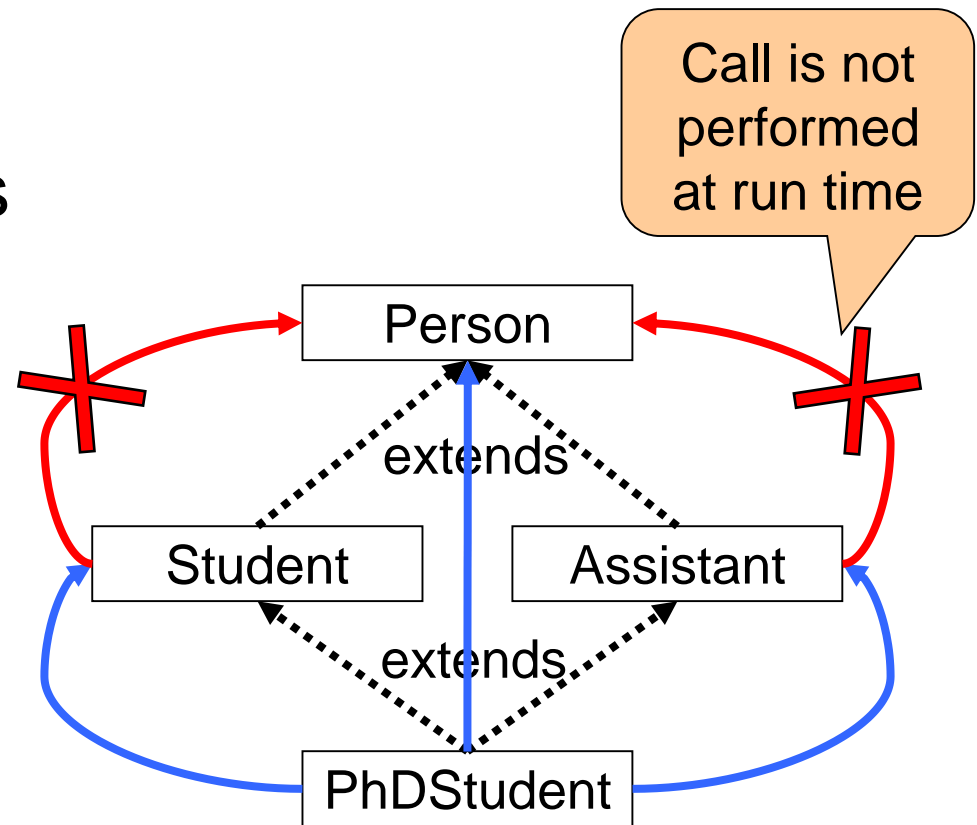 Call is not
performed
at run time
s
Person
extends
Student
Assistant
extends
PhDStudent